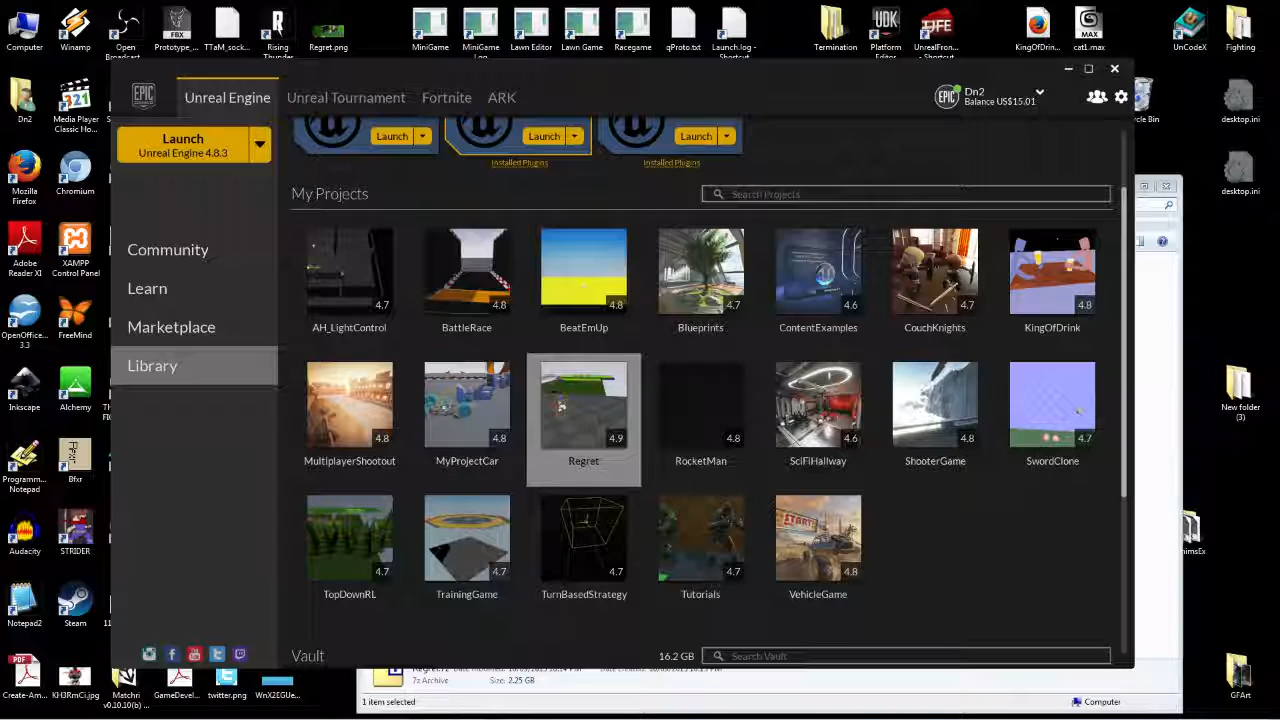 Computer
Winamp
Open
Broadcast...
Prototype_...
TTaM_sock...
Rising
Thunder
Regret.png
MiniGame
MiniGame
Log
Lawn Editor
Lawn Game
Racegame
qProto.txt
Launch.log -
Shortcut
Termination
Platform
Editor
UnrealFron...
- Shortcut
KingOfDrin...
cat1.max
UnCodeX
Fighting
EPIC
GAMES
Unreal Engine
Unreal Tournament
Fortnite
ARK
EPIC
Dn2
Balance US$15.01
Launch
Unreal Engine 4.8.3
Launch
Launch
Launch
Installed Plugins
Installed Plugins
My Projects
Search Projects
Community
Learn
Marketplace
Library
4.7
AH_LightControl
4.8
BattleRace
4.8
BeatEmUp
4.7
Blueprints
4.6
ContentExamples
4.7
CouchKnights
4.8
KingOfDrink
4.8
MultiplayerShootout
4.8
MyProjectCar
4.9
Regret
4.8
RocketMan
4.6
SciFiHallway
4.8
ShooterGame
4.7
SwordClone
4.7
TopDownRL
4.7
TrainingGame
4.7
TurnBasedStrategy
4.7
Tutorials
START
4.8
VehicleGame
Vault
16.2 GB
Search Vault
Dn2
Media Player
Classic Ho...
Mozilla
Firefox
Chromium
Adobe
Reader XI
XAMPP
Control Panel
OpenOffice...
3.3
FreeMind
Inkscape
Alchemy
Programm...
Notepad
Bfxr
Audacity
STRIDER
Notepad2
Steam
Create-Am...
KH3RmCi.jpg
Matchri
v0.10.10(b) ...
GameDevel...
twitter.png
WnX2EGUe...
7z Archive
Size: 2.25 GB
1 item selected
Computer
desktop.ini
desktop.ini
New folder
(3)
GFArt